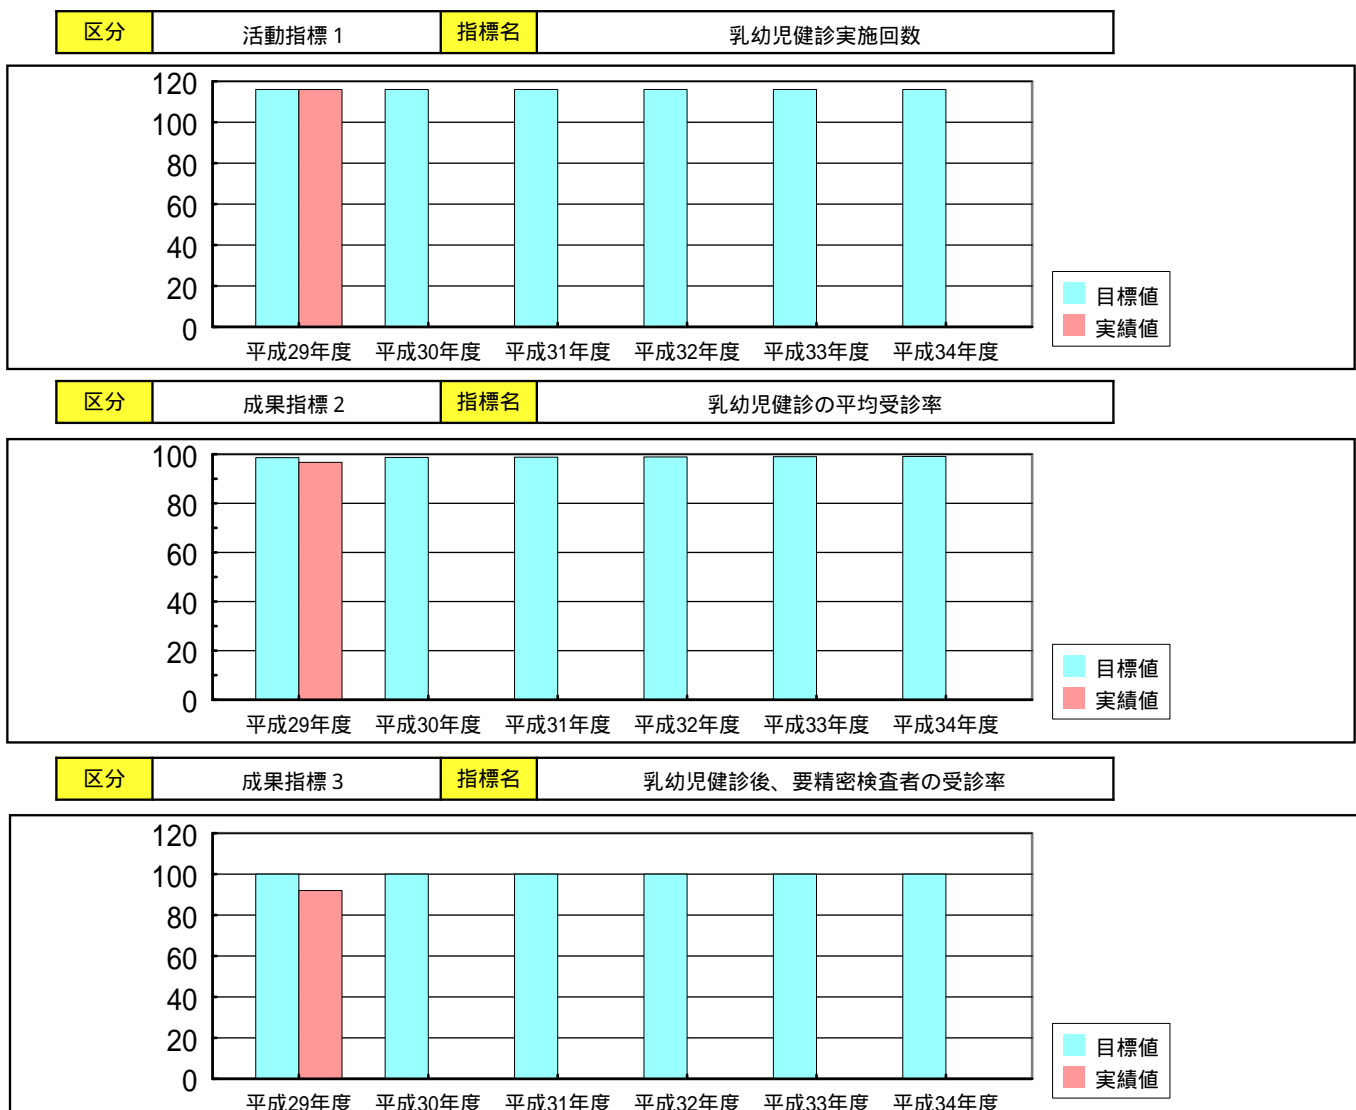 区分 活動指標 1 指標名 乳幼児健診実施回数
120
100
80
60
40
20
0
平成29年度 平成30年度 平成31年度 平成32年度 平成33年度 平成34年度
目標値
実績値
区分 成果指標 2 指標名 乳幼児健診の平均受診率
100
80
60
40
20
0
平成29年度 平成30年度 平成31年度 平成32年度 平成33年度 平成34年度
目標値
実績値
区分 成果指標 3 指標名 乳幼児健診後、要精密検査者の受診率
120
100
80
60
40
20
0
平成29年度 平成30年度 平成31年度 平成32年度 平成33年度 平成34年度
目標値
実績値